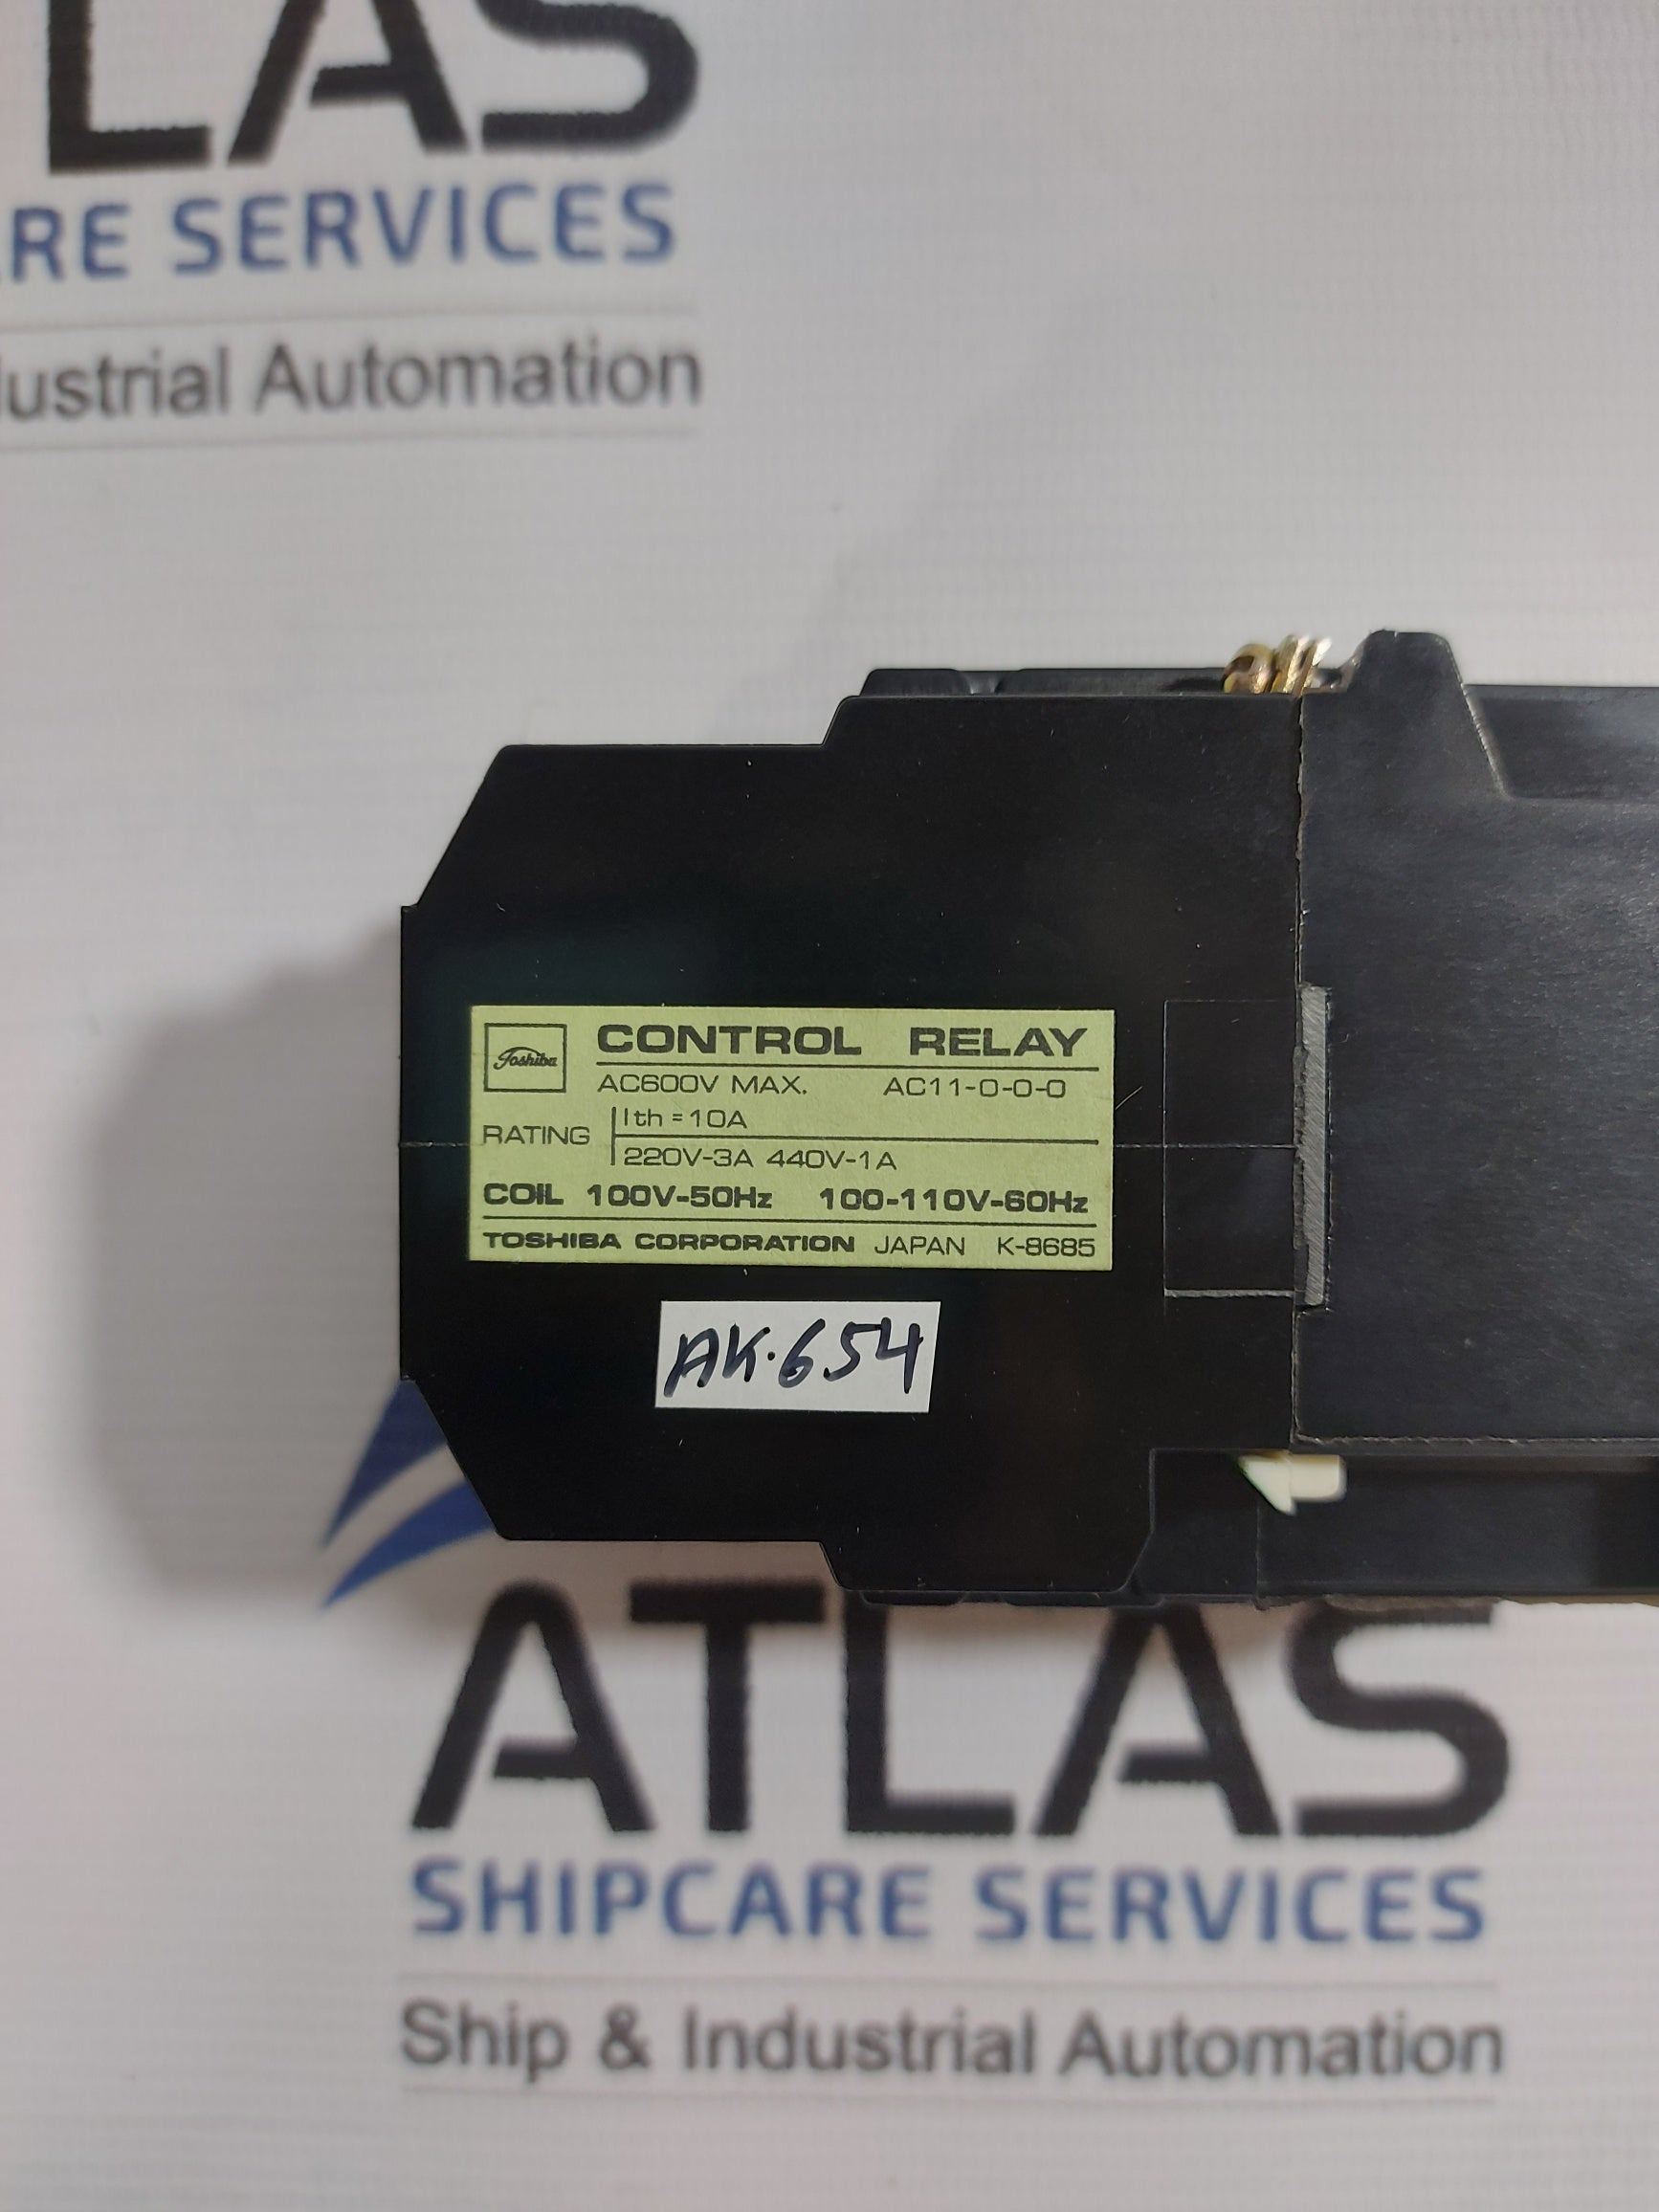 LAS
RE SERVICES
ustrial Automation
Toshiba
CONTROL RELAY
AC600V MAX. AC11-0-0-0
RATING
Ith=10A
220V-3A 440V-1A
COIL 100V-50Hz 100-110V-60Hz
TOSHIBA CORPORATION JAPAN K-8685
AK·654
ATLAS
SHIPCARE SERVICES
Ship & Industrial Automation